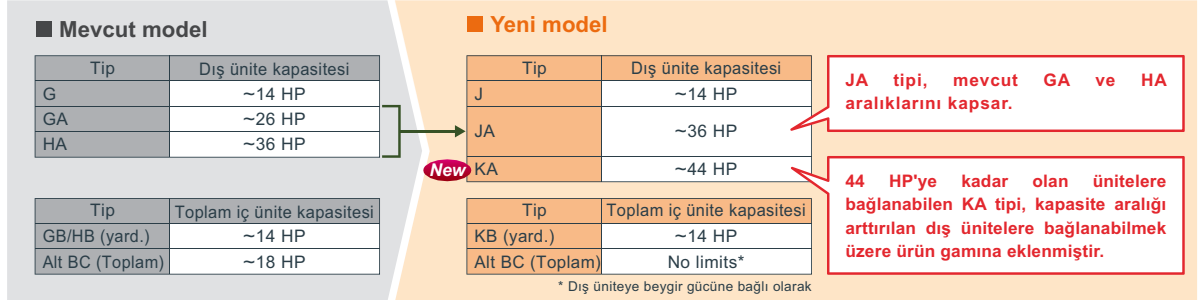 ■ Mevcut model
Tip Dış ünite kapasitesi
G ~14 HP
GA ~26 HP
HA ~36 HP
Tip Toplam iç ünite kapasitesi
GB/HB (yard.) ~14 HP
Alt BC (Toplam) ~18 HP
■ Yeni model
Tip Dış ünite kapasitesi
J ~14 HP
JA ~36 HP
New KA ~44 HP
Tip Toplam iç ünite kapasitesi
KB (yard.) ~14 HP
Alt BC (Toplam) No limits*
* Dış üniteye beygir gücüne bağlı olarak
JA tipi, mevcut GA ve HA
aralıklarını kapsar.
44 HP'ye kadar olan ünitelere
bağlanabilen KA tipi, kapasite aralığı
arttırılan dış ünitelere bağlanabilmek
üzere ürün gamına eklenmiştir.